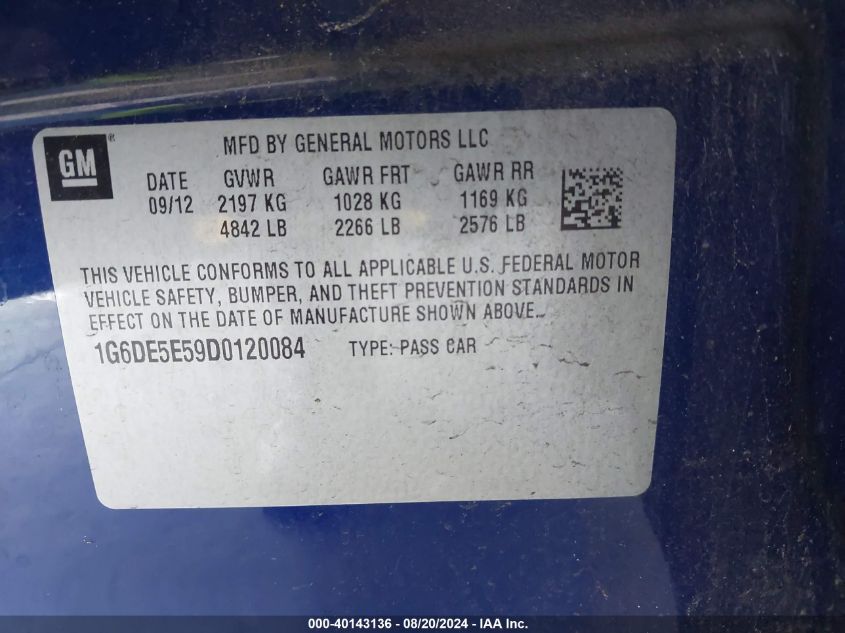 GM
MFD BY GENERAL MOTORS LLC
DATE GVWR GAWR FRT GAWR RR
09/12 2197 KG 1028 KG 1169 KG
4842 LB 2266 LB 2576 LB
THIS VEHICLE CONFORMS TO ALL APPLICABLE U.S. FEDERAL MOTOR
VEHICLE SAFETY, BUMPER, AND THEFT PREVENTION STANDARDS IN
EFFECT ON THE DATE OF MANUFACTURE SHOWN ABOVE.
1G6DE5E59D0120084 TYPE: PASS CAR
000-40143136 - 08/20/2024 - IAA Inc.